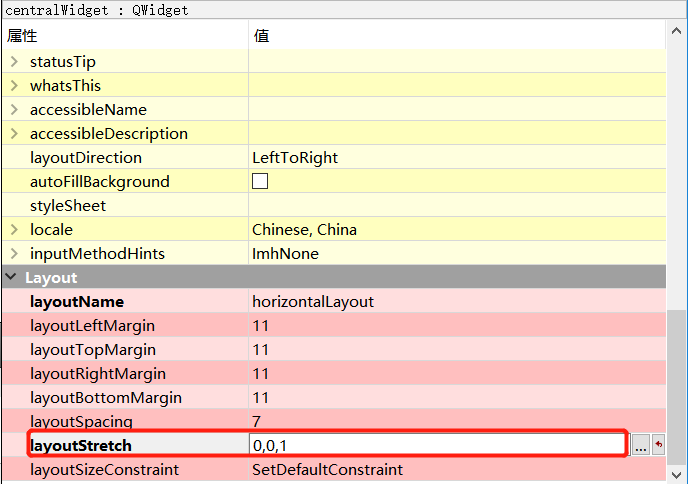 centralWidget : QWidget
属性 值
statusTip
whatsThis
accessibleName
accessibleDescription
layoutDirection LeftToRight
autoFillBackground
styleSheet
locale Chinese, China
inputMethodHints ImhNone
Layout
layoutName horizontalLayout
layoutLeftMargin 11
layoutTopMargin 11
layoutRightMargin 11
layoutBottomMargin 11
layoutSpacing 7
layoutStretch 0,0,1 ...
layoutSizeConstraint SetDefaultConstraint